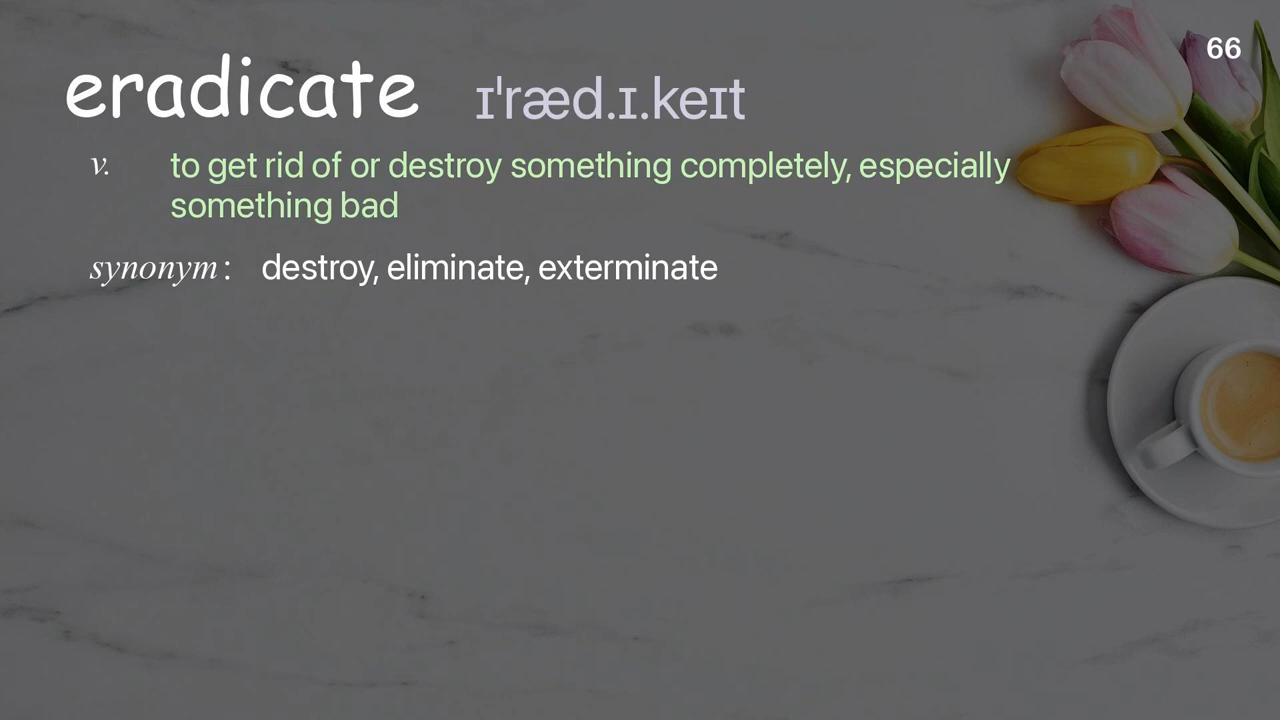 66
eradicate ɪˈræd.ɪ.keɪt
v. to get rid of or destroy something completely, especially
something bad
synonym : destroy, eliminate, exterminate